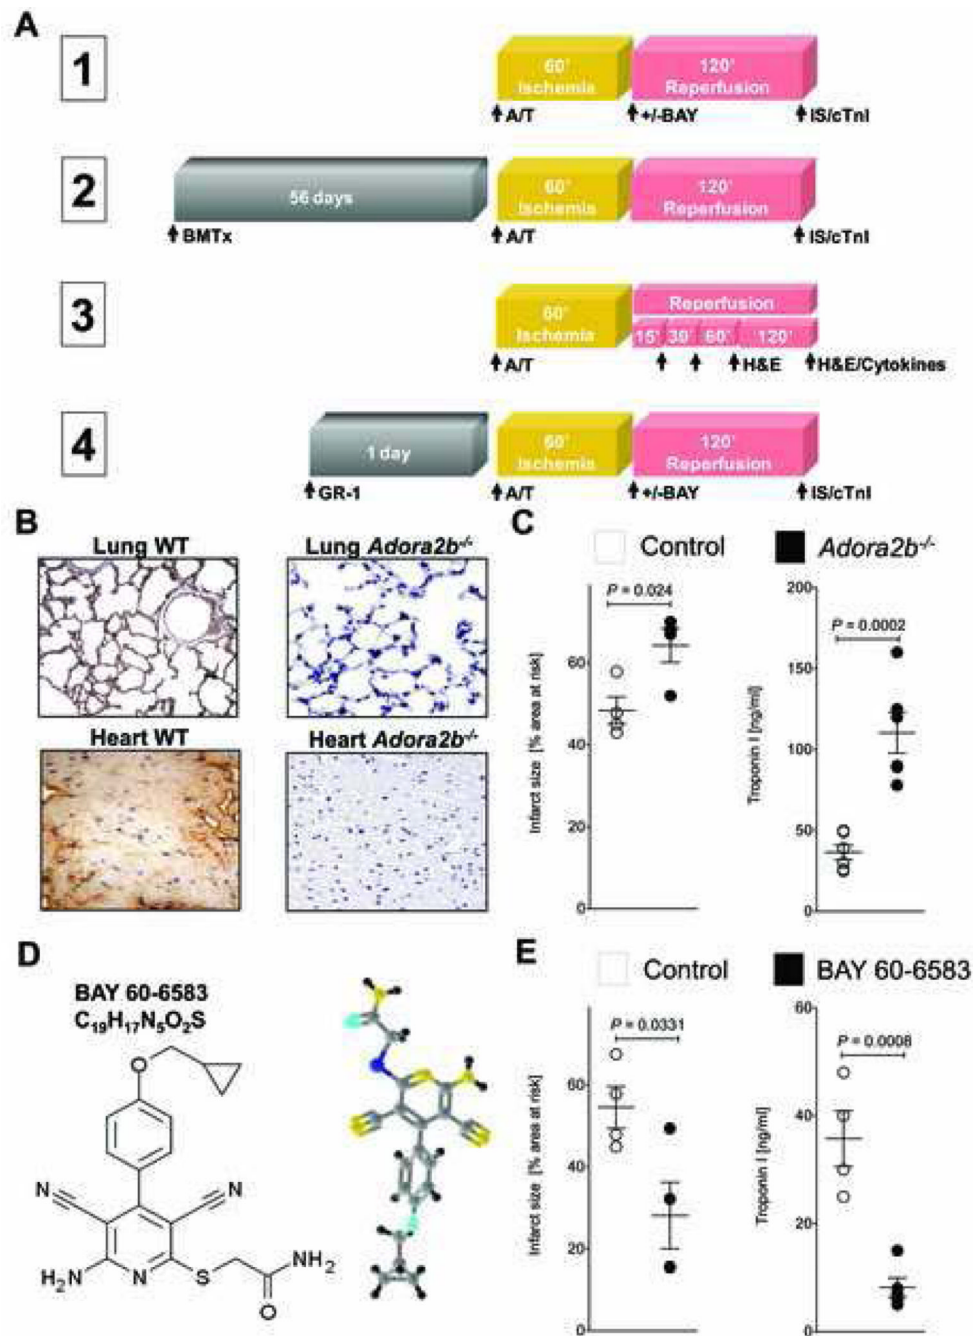 A
1
60'
Ischemia
120'
Reperfusion
A/T
+/-BAY
IS/cTnI
2
56 days
60'
Ischemia
120'
Reperfusion
BMTx
A/T
IS/cTnI
3
60'
Ischemia
Reperfusion
15' 30' 60' 120'
A/T
H&E
H&E/Cytokines
4
1 day
60'
Ischemia
120'
Reperfusion
GR-1
A/T
+/-BAY
IS/cTnI
B
Lung WT
Lung Adora2b-/-
Heart WT
Heart Adora2b-/-
C
Control
Adora2b-/-
P = 0.024
Infarct size [% area at risk]
60
40
20
0
P = 0.0002
Troponin I [ng/ml]
200
150
100
50
0
D
BAY 60-6583
C19H17N5O2S
O
N
N
H2N
N
S
NH2
O
E
Control
BAY 60-6583
P = 0.0331
Infarct size [% area at risk]
60
40
20
0
P = 0.0008
Troponin I [ng/ml]
60
40
20
0